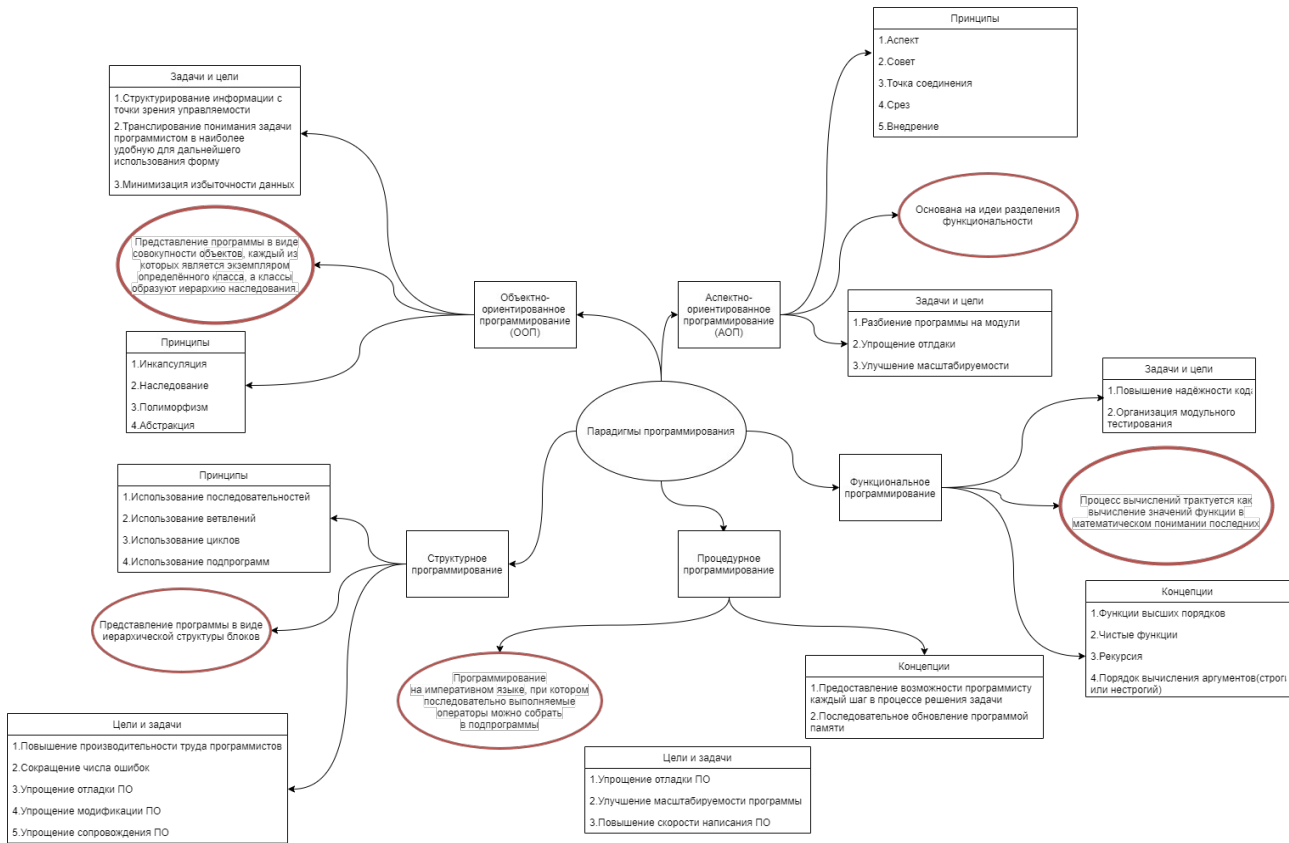 Принципы
1.Аспект
2.Совет
3.Точка соединения
4.Срез
5.Внедрение
Задачи и цели
1.Структурирование информации с
точки зрения управляемости
2.Транслирование понимания задачи
программистом в наиболее
удобную для дальнейшего
использования форму
3.Минимизация избыточности данных
Основана на идеи разделения
функциональности
Представление программы в виде
совокупности объектов, каждый из
которых является экземпляром
определённого класса, а классы
образуют иерархию наследования.
Объектно-
ориентированное
программирование
(ООП)
Аспектно-
ориентированное
программирование
(АОП)
Задачи и цели
1.Разбиение программы на модули
2.Упрощение отлдаки
3.Улучшение масштабируемости
Принципы
1.Инкапсуляция
2.Наследование
3.Полиморфизм
4.Абстракция
Задачи и цели
1.Повышение надёжности кода
2.Организация модульного
тестирования
Парадигмы программирования
Принципы
1.Использование последовательностей
2.Использование ветвлений
3.Использование циклов
4.Использование подпрограмм
Функциональное
программирование
Процесс вычислений трактуется как
вычисление значений функции в
математическом понимании последних
Структурное
программирование
Процедурное
программирование
Представление программы в виде
иерархической структуры блоков
Концепции
1.Функции высших порядков
2.Чистые функции
3.Рекурсия
4.Порядок вычисления аргументов(строги
или нестрогий)
Программирование
на императивном языке, при котором
последовательно выполняемые
операторы можно собрать
в подпрограммы
Концепции
1.Предоставление возможности программисту
каждый шаг в процессе решения задачи
2.Последовательное обновление программой
памяти
Цели и задачи
1.Повышение производительности труда программистов
2.Сокращение числа ошибок
3.Упрощение отладки ПО
4.Упрощение модификации ПО
5.Упрощение сопровождения ПО
Цели и задачи
1.Упрощение отладки ПО
2.Улучшение масштабируемости программы
3.Повышение скорости написания ПО